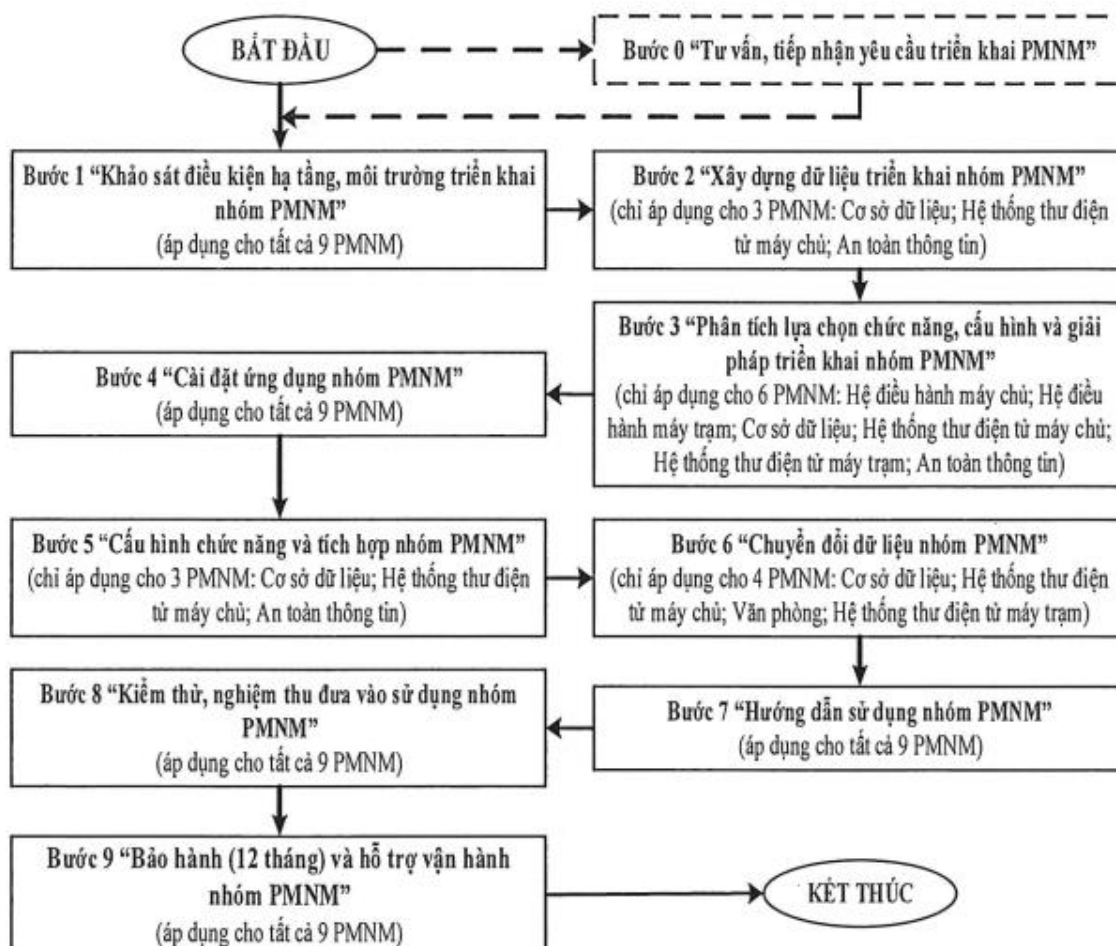 BẮT ĐẦU
Bước 0 “Tư vấn, tiếp nhận yêu cầu triển khai PMNM”
Bước 1 “Khảo sát điều kiện hạ tầng, môi trường triển khai
nhóm PMNM”
(áp dụng cho tất cả 9 PMNM)
Bước 2 “Xây dựng dữ liệu triển khai nhóm PMNM”
(chỉ áp dụng cho 3 PMNM: Cơ sở dữ liệu; Hệ thống thư điện
tử máy chủ; An toàn thông tin)
Bước 3 “Phân tích lựa chọn chức năng, cấu hình và giải
pháp triển khai nhóm PMNM”
(chỉ áp dụng cho 6 PMNM: Hệ điều hành máy chủ; Hệ điều
hành máy trạm; Cơ sở dữ liệu; Hệ thống thư điện tử máy chủ;
Hệ thống thư điện tử máy trạm; An toàn thông tin)
Bước 4 “Cài đặt ứng dụng nhóm PMNM”
(áp dụng cho tất cả 9 PMNM)
Bước 5 “Cấu hình chức năng và tích hợp nhóm PMNM”
(chỉ áp dụng cho 3 PMNM: Cơ sở dữ liệu; Hệ thống thư điện
tử máy chủ; An toàn thông tin)
Bước 6 “Chuyển đổi dữ liệu nhóm PMNM”
(chỉ áp dụng cho 4 PMNM: Cơ sở dữ liệu; Hệ thống thư điện
tử máy chủ; Văn phòng; Hệ thống thư điện tử máy trạm)
Bước 7 “Hướng dẫn sử dụng nhóm PMNM”
(áp dụng cho tất cả 9 PMNM)
Bước 8 “Kiểm thử, nghiệm thu đưa vào sử dụng nhóm
PMNM”
(áp dụng cho tất cả 9 PMNM)
Bước 9 “Bảo hành (12 tháng) và hỗ trợ vận hành
nhóm PMNM”
(áp dụng cho tất cả 9 PMNM)
KẾT THÚC